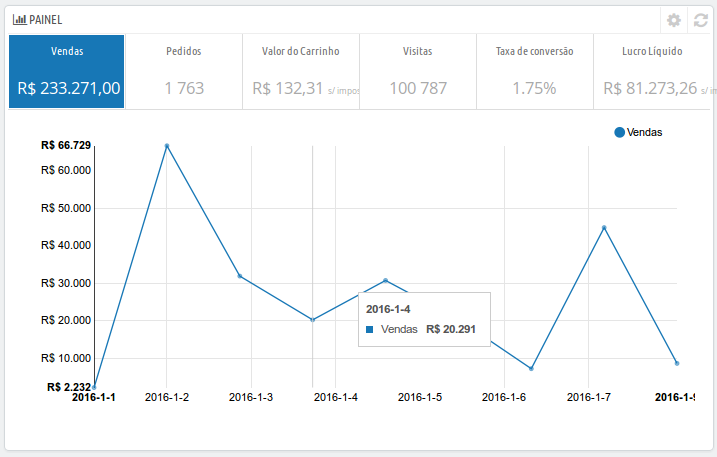 PAINEL
Vendas
R$ 233.271,00
Pedidos
1 763
Valor do Carrinho
R$ 132,31 s/ impos
Visitas
100 787
Taxa de conversão
1.75%
Lucro Líquido
R$ 81.273,26 s/ im
Vendas
R$ 66.729
R$ 60.000
R$ 50.000
R$ 40.000
R$ 30.000
R$ 20.000
R$ 10.000
R$ 2.232
2016-1-4
Vendas R$ 20.291
2016-1-1 2016-1-2 2016-1-3 2016-1-4 2016-1-5 2016-1-6 2016-1-7 2016-1-9